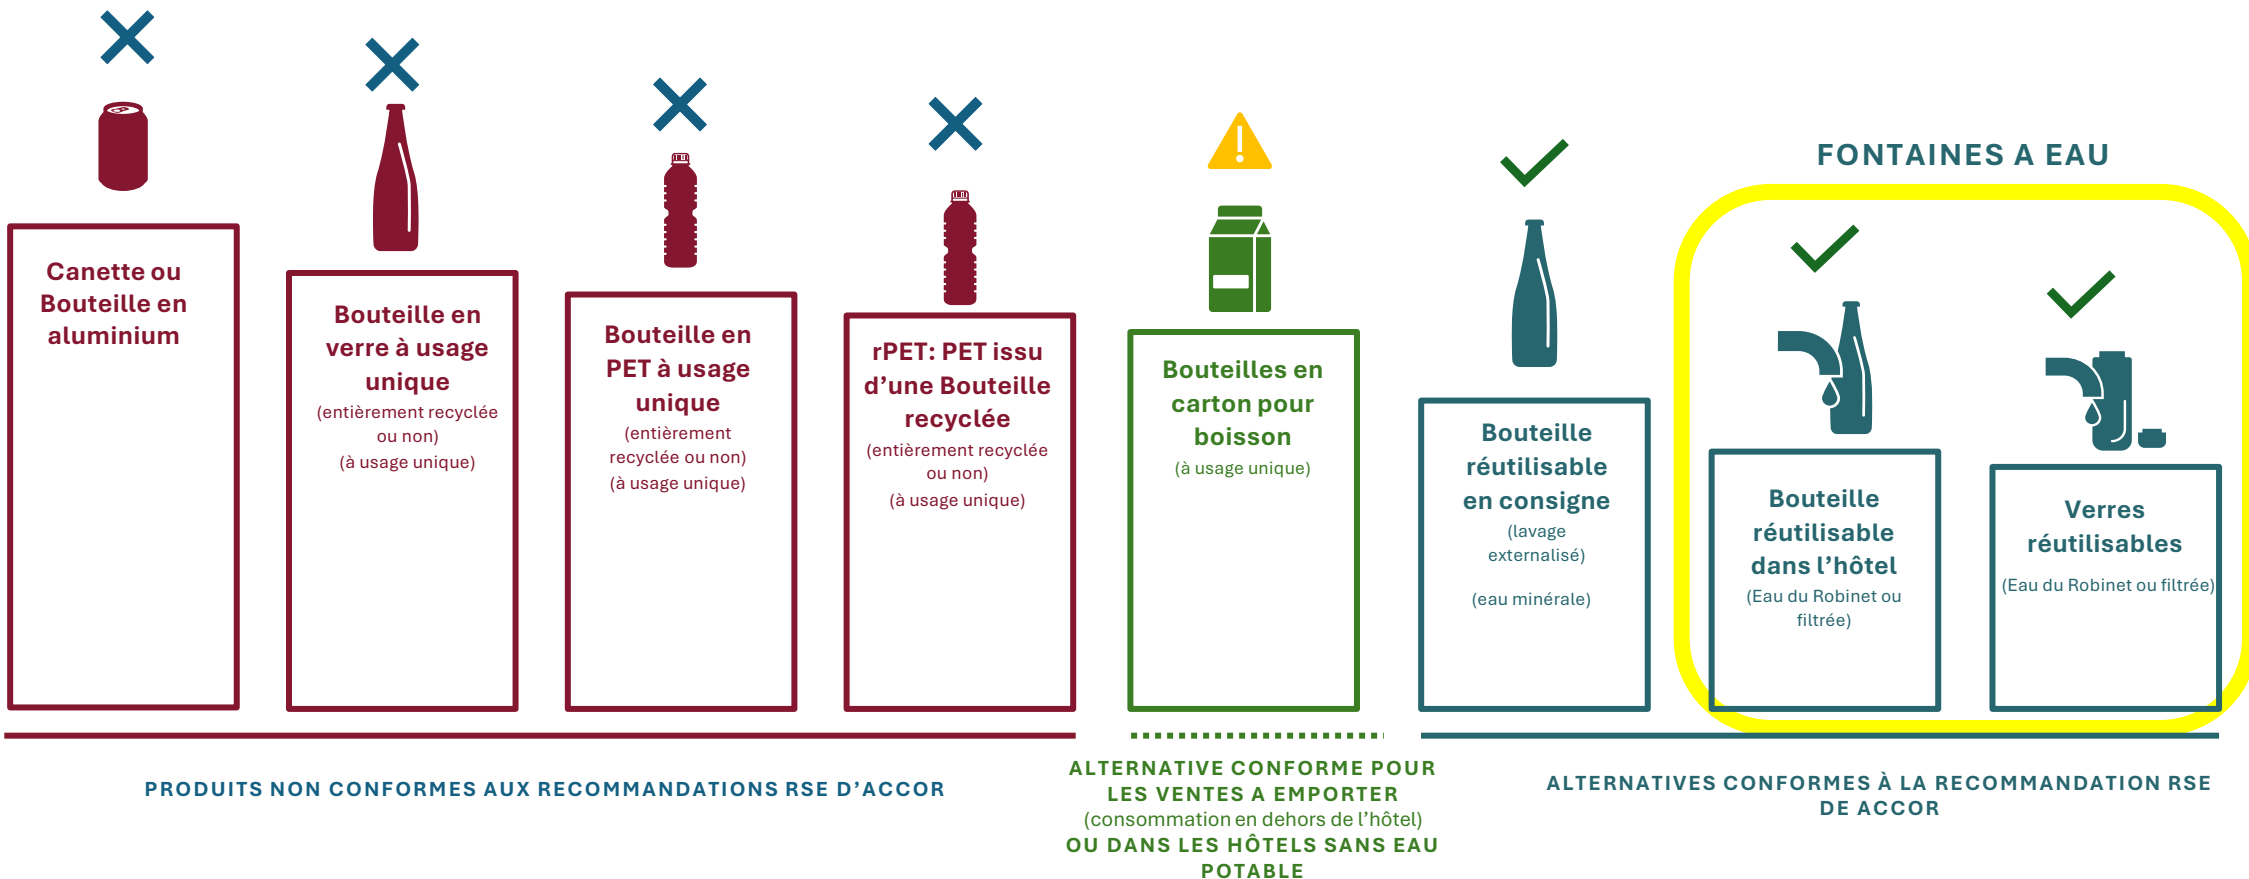 FONTAINES A EAU
Canette ou
Bouteille en
aluminium
Bouteille en
verre à usage
unique
(entièrement recyclée
ou non)
(à usage unique)
Bouteille en
PET à usage
unique
(entièrement
recyclée ou non)
(à usage unique)
rPET: PET issu
d’une Bouteille
recyclée
(entièrement recyclée
ou non)
(à usage unique)
Bouteilles en
carton pour
boisson
(à usage unique)
Bouteille
réutilisable
en consigne
(lavage
externalisé)
(eau minérale)
Bouteille
réutilisable
dans l’hôtel
(Eau du Robinet ou
filtrée)
Verres
réutilisables
(Eau du Robinet ou filtrée)
PRODUITS NON CONFORMES AUX RECOMMANDATIONS RSE D’ACCOR
ALTERNATIVE CONFORME POUR
LES VENTES A EMPORTER
(consommation en dehors de l’hôtel)
OU DANS LES HÔTELS SANS EAU
POTABLE
ALTERNATIVES CONFORMES À LA RECOMMANDATION RSE
DE ACCOR